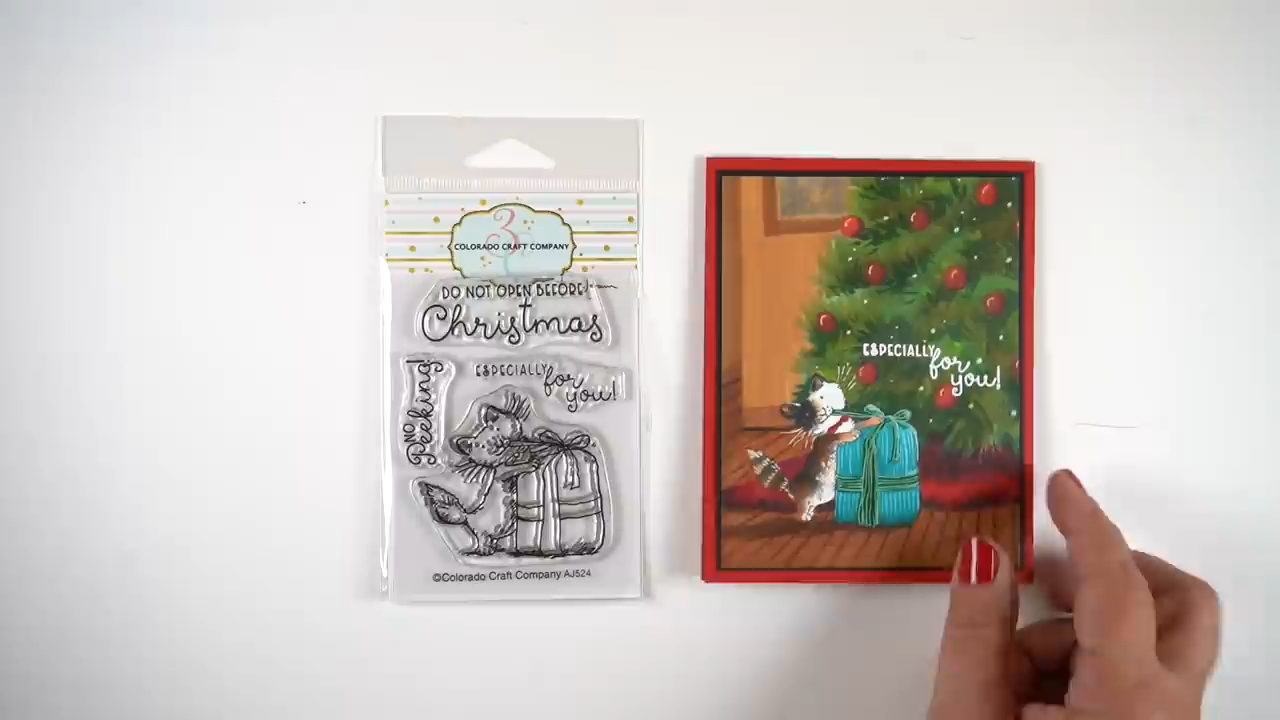 3
COLORADO CRAFT COMPANY
DO NOT OPEN BEFORE!
Christmas
NO
Peeking!
ESPECIALLY
for
you!
©Colorado Craft Company AJ524
ESPECIALLY
for
you!